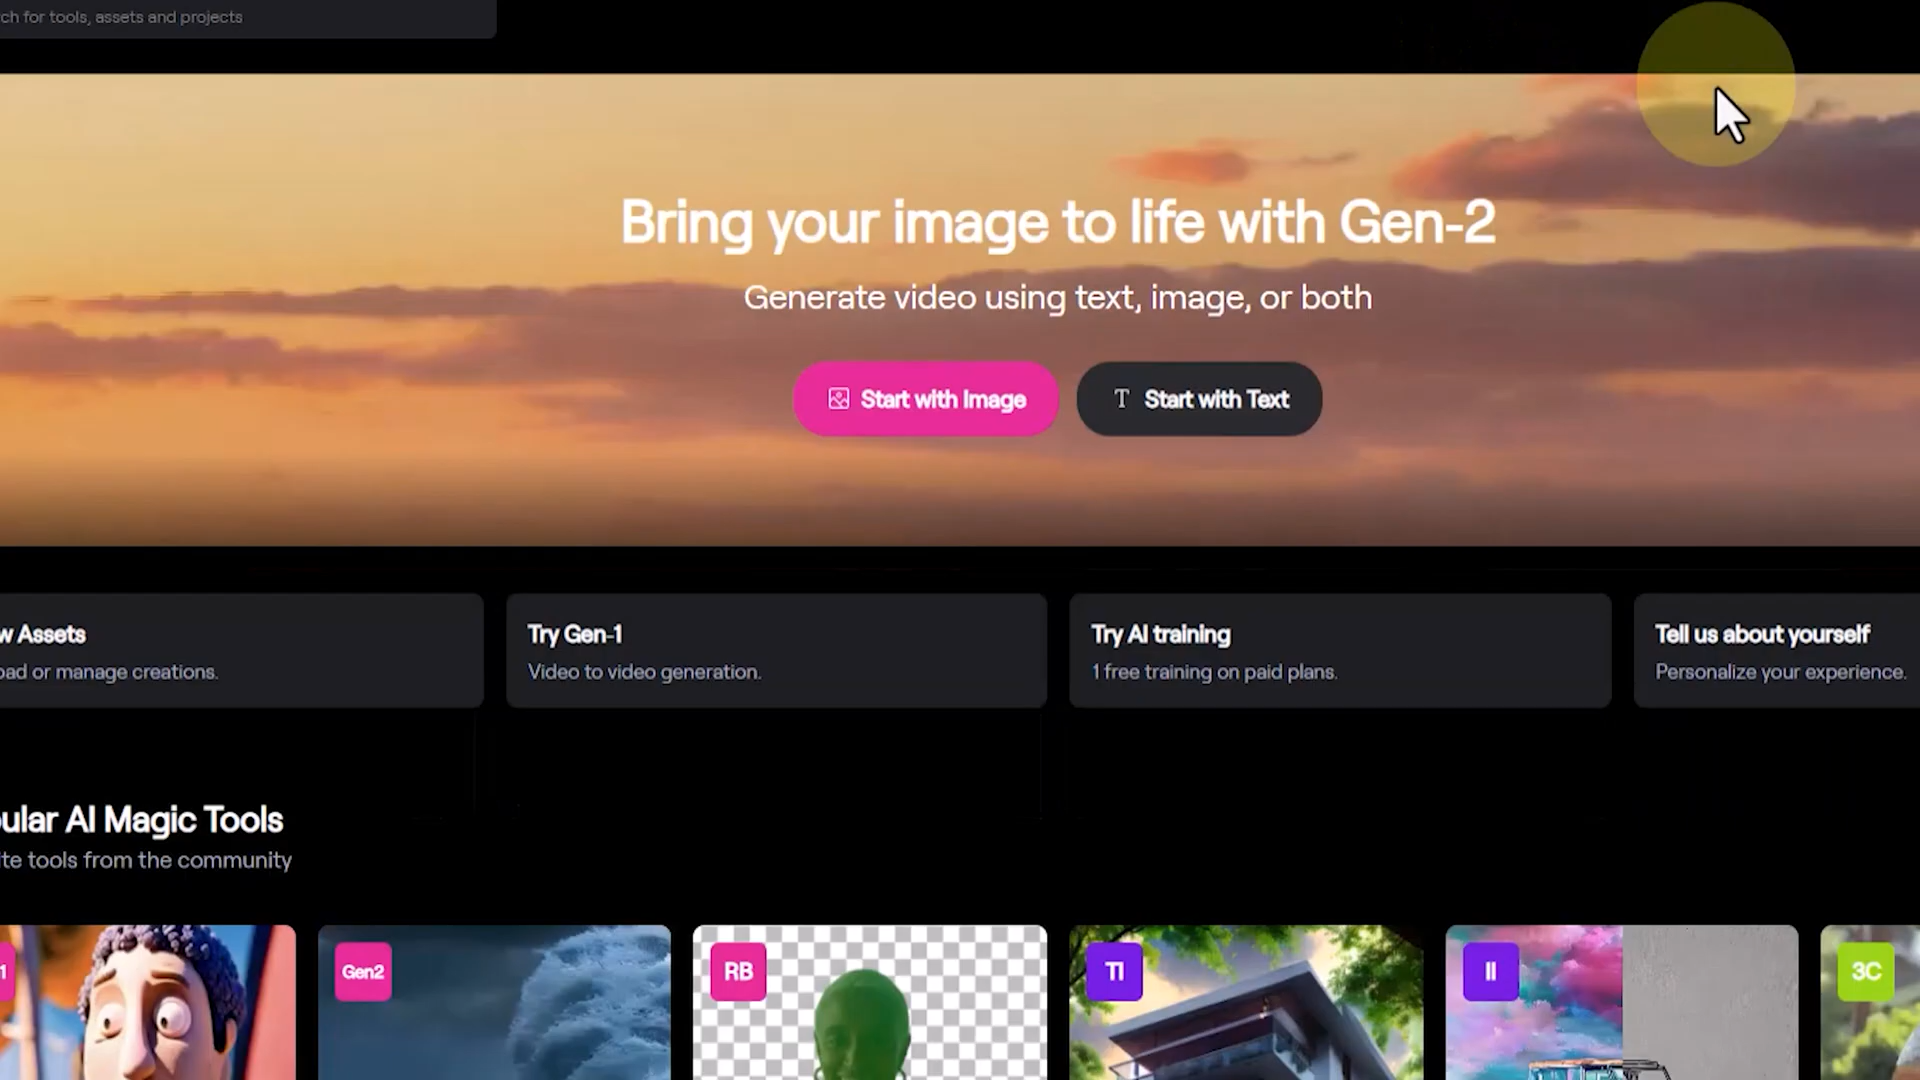 ch for tools, assets and projects
Bring your image to life with Gen-2
Generate video using text, image, or both
Start with Image
Start with Text
w Assets
oad or manage creations.
Try Gen-1
Video to video generation.
Try AI training
1 free training on paid plans.
Tell us about yourself
Personalize your experience.
ular AI Magic Tools
ite tools from the community
1
Gen2
RB
TI
II
3C